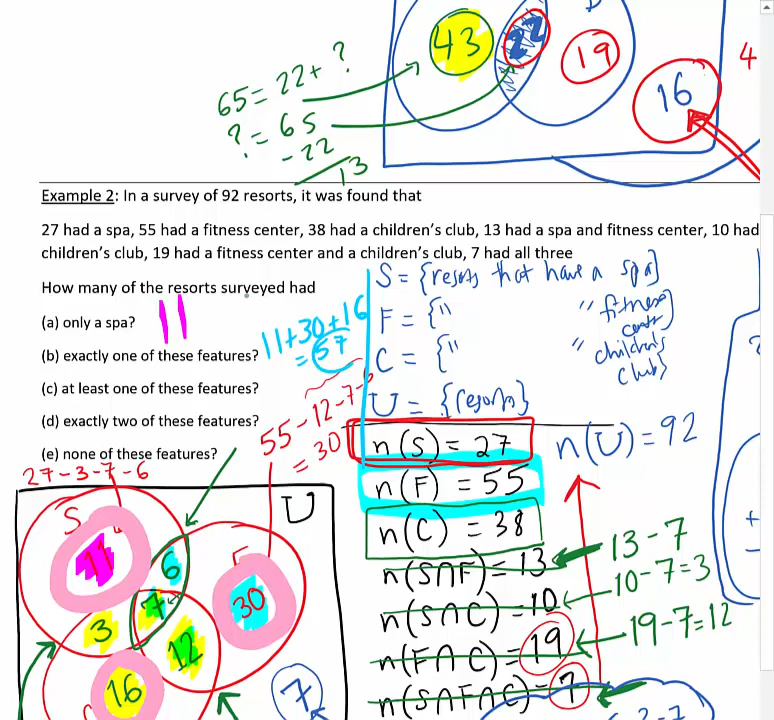 43 22 19
16
4
65 = 22 + ?
? = 65
- 22
13
Example 2: In a survey of 92 resorts, it was found that
27 had a spa, 55 had a fitness center, 38 had a children's club, 13 had a spa and fitness center, 10 had
children's club, 19 had a fitness center and a children's club, 7 had all three
How many of the resorts surveyed had
(a) only a spa? 11
(b) exactly one of these features?
(c) at least one of these features?
(d) exactly two of these features?
(e) none of these features?
11+30+16
= 57
55-12-7-
= 30
S = {resorts that have a spa}
F = {" " fitness
center}
C = {" " children's
club}
U = {resorts}
n(S) = 27
n(U) = 92
n(F) = 55
n(C) = 38
n(S∩F) = 13
13 - 7
n(S∩C) = 10
10 - 7 = 3
n(F∩C) = 19
19 - 7 = 12
n(S∩F∩C) = 7
27 - 3 - 7 - 6
S U
F
11 6
7 30
3 12
16 7